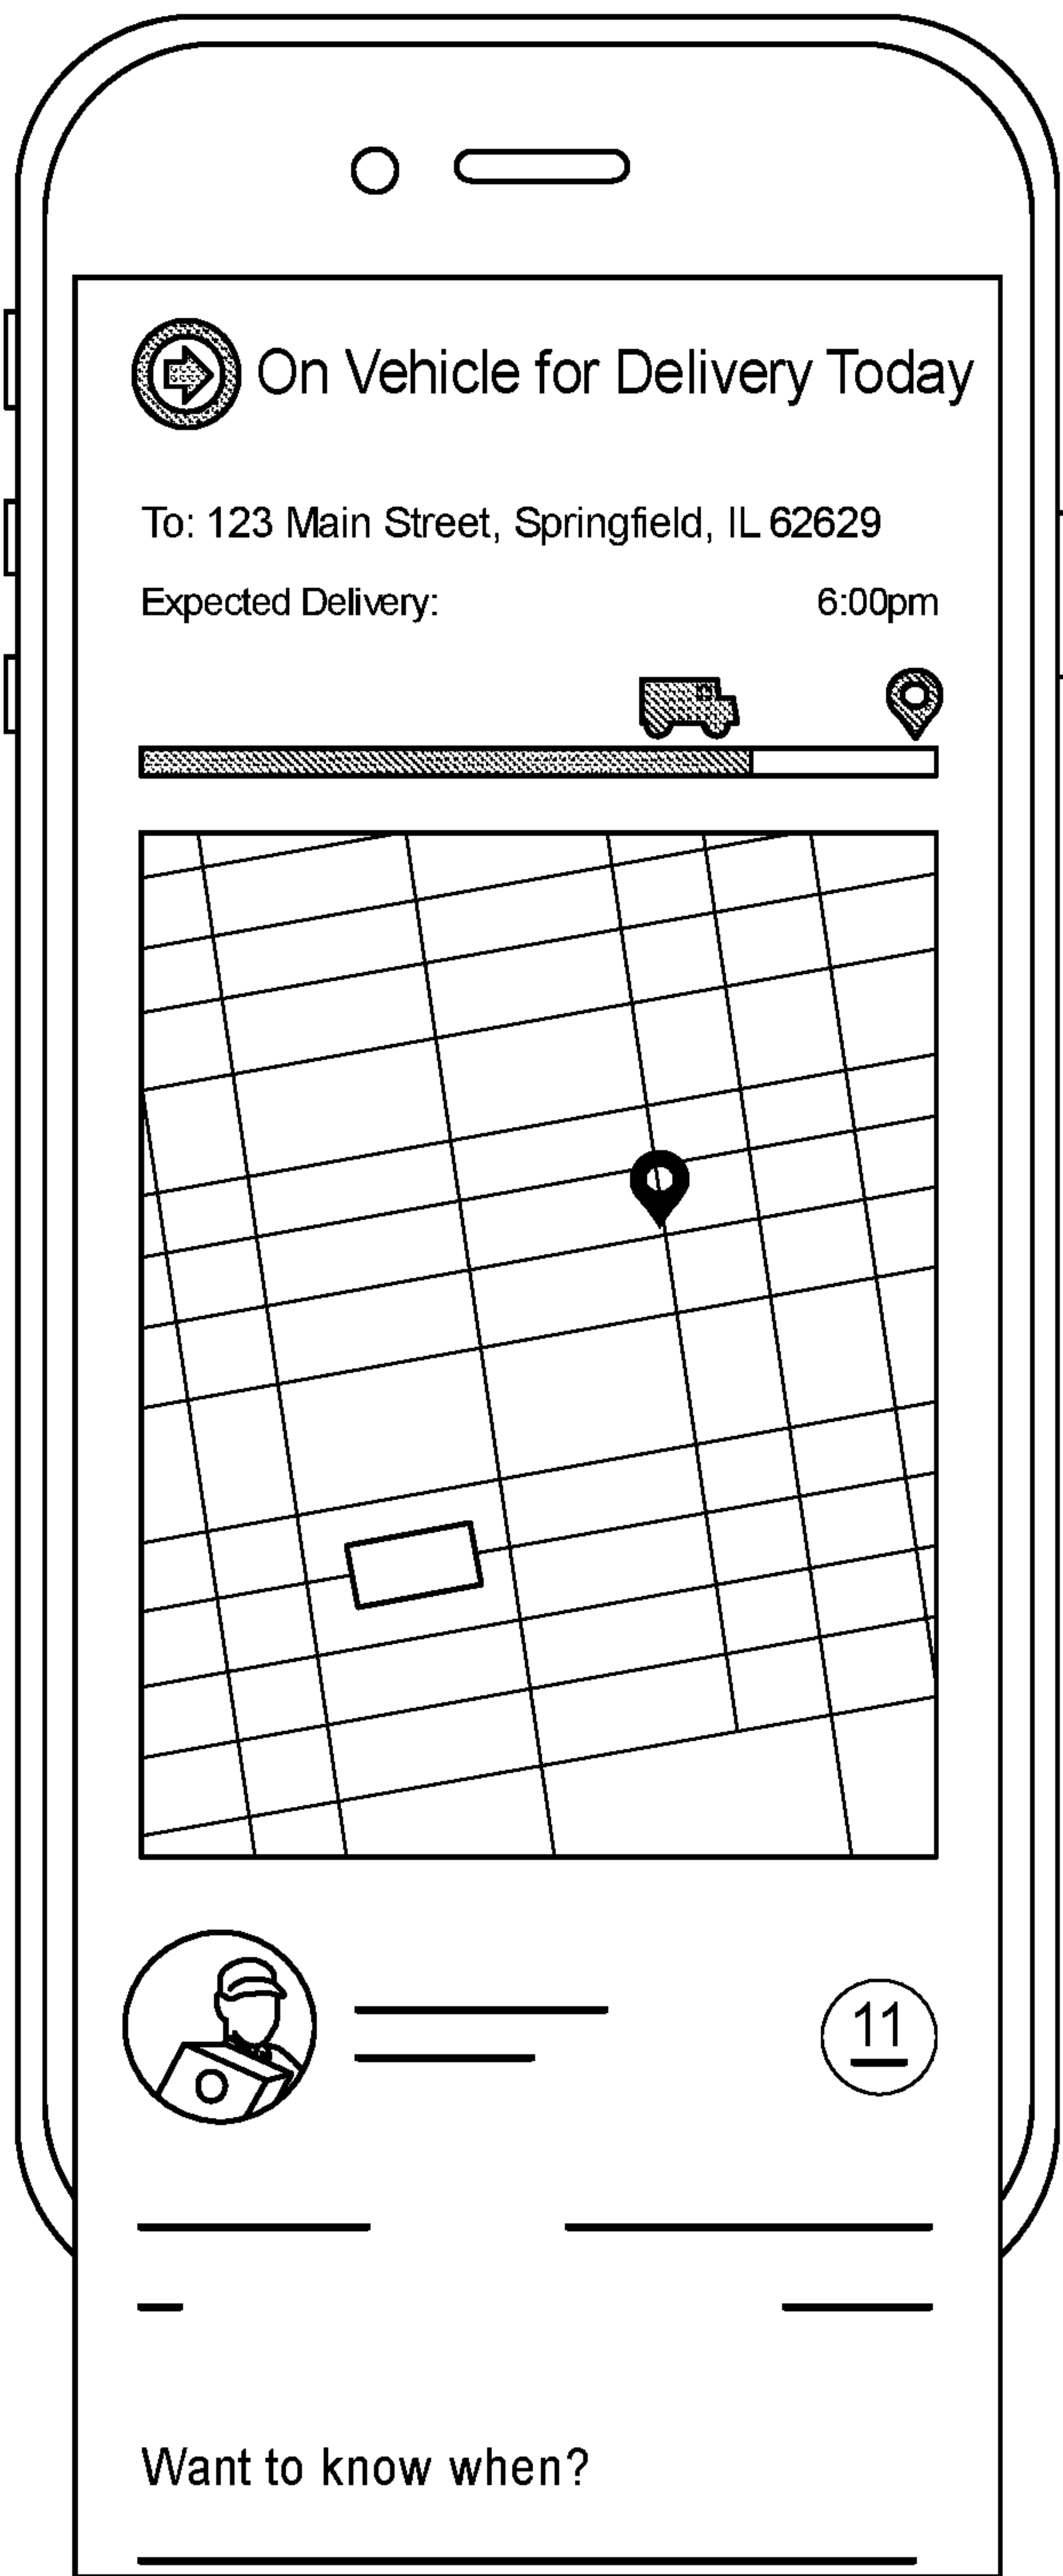 On Vehicle for Delivery Today
To: 123 Main Street, Springfield, IL 62629
Expected Delivery: 6:00pm
11
Want to know when?